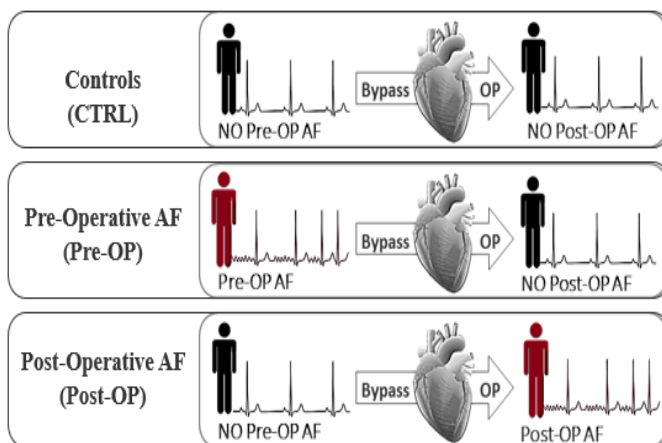 Controls
(CTRL)
Bypass OP
NO Pre-OP AF
NO Post-OP AF
Pre-Operative AF
(Pre-OP)
Bypass OP
Pre-OP AF
NO Post-OP AF
Post-Operative AF
(Post-OP)
Bypass OP
NO Pre-OP AF
Post-OP AF